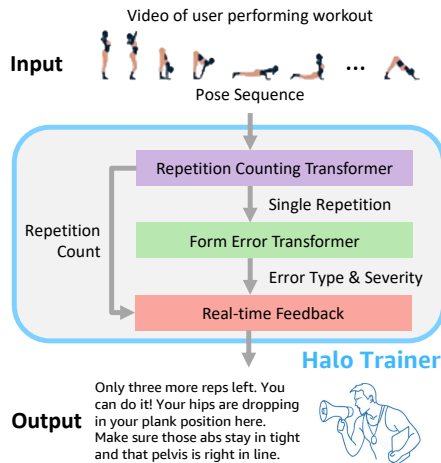 Video of user performing workout
Input
...
Pose Sequence
Repetition Counting Transformer
Single Repetition
Repetition
Count
Form Error Transformer
Error Type & Severity
Real-time Feedback
Halo Trainer
Output
Only three more reps left. You
can do it! Your hips are dropping
in your plank position here.
Make sure those abs stay in tight
and that pelvis is right in line.